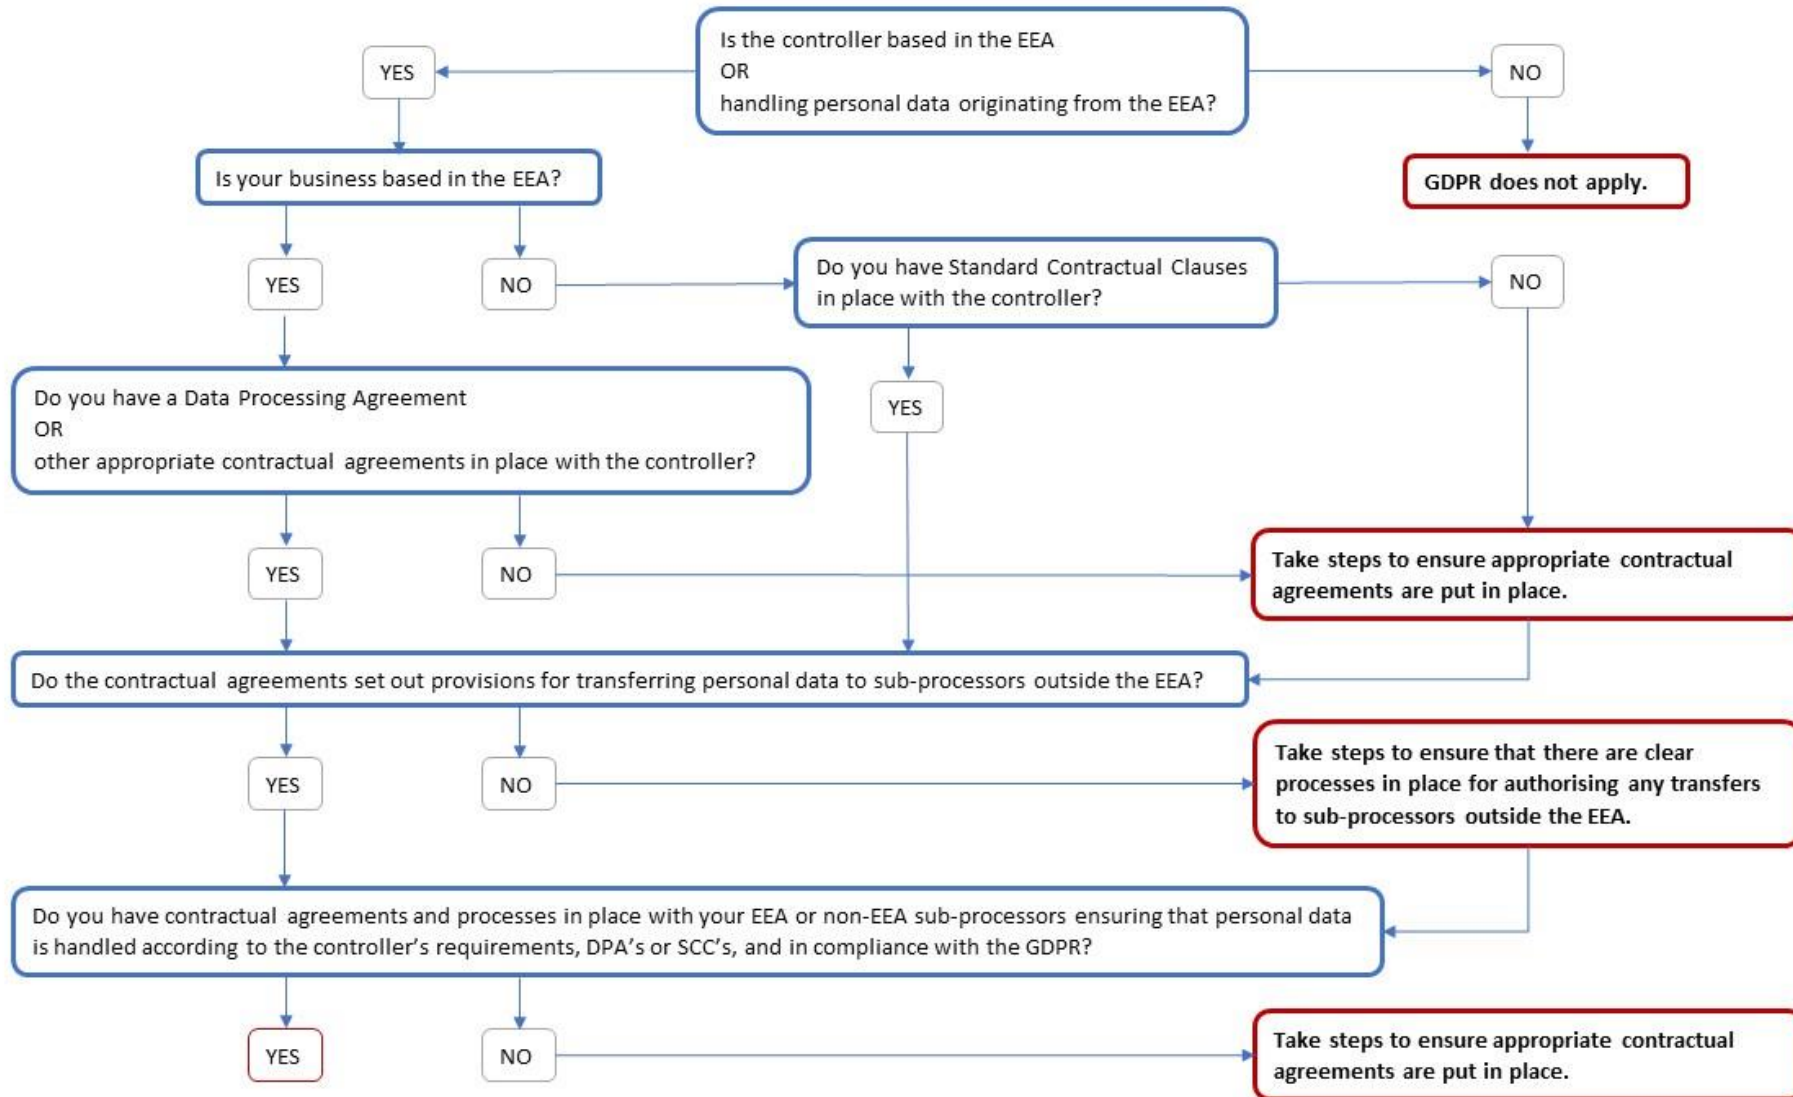 Is the controller based in the EEA
OR
handling personal data originating from the EEA?
YES
NO
Is your business based in the EEA?
GDPR does not apply.
YES
NO
Do you have Standard Contractual Clauses
in place with the controller?
NO
Do you have a Data Processing Agreement
OR
other appropriate contractual agreements in place with the controller?
YES
YES
NO
Take steps to ensure appropriate contractual
agreements are put in place.
Do the contractual agreements set out provisions for transferring personal data to sub-processors outside the EEA?
YES
NO
Take steps to ensure that there are clear
processes in place for authorising any transfers
to sub-processors outside the EEA.
Do you have contractual agreements and processes in place with your EEA or non-EEA sub-processors ensuring that personal data
is handled according to the controller's requirements, DPA's or SCC's, and in compliance with the GDPR?
YES
NO
Take steps to ensure appropriate contractual
agreements are put in place.